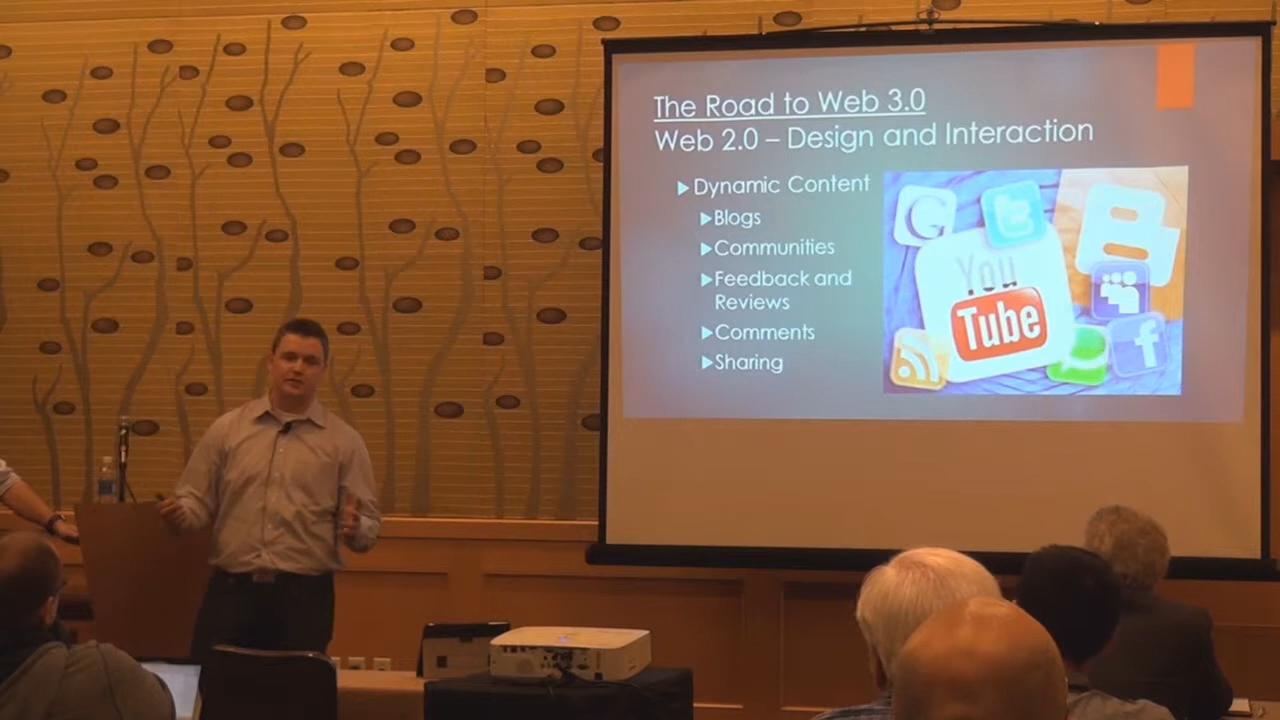 The Road to Web 3.0
Web 2.0 – Design and Interaction
Dynamic Content
Blogs
Communities
Feedback and
Reviews
Comments
Sharing
You
Tube
G
t
f